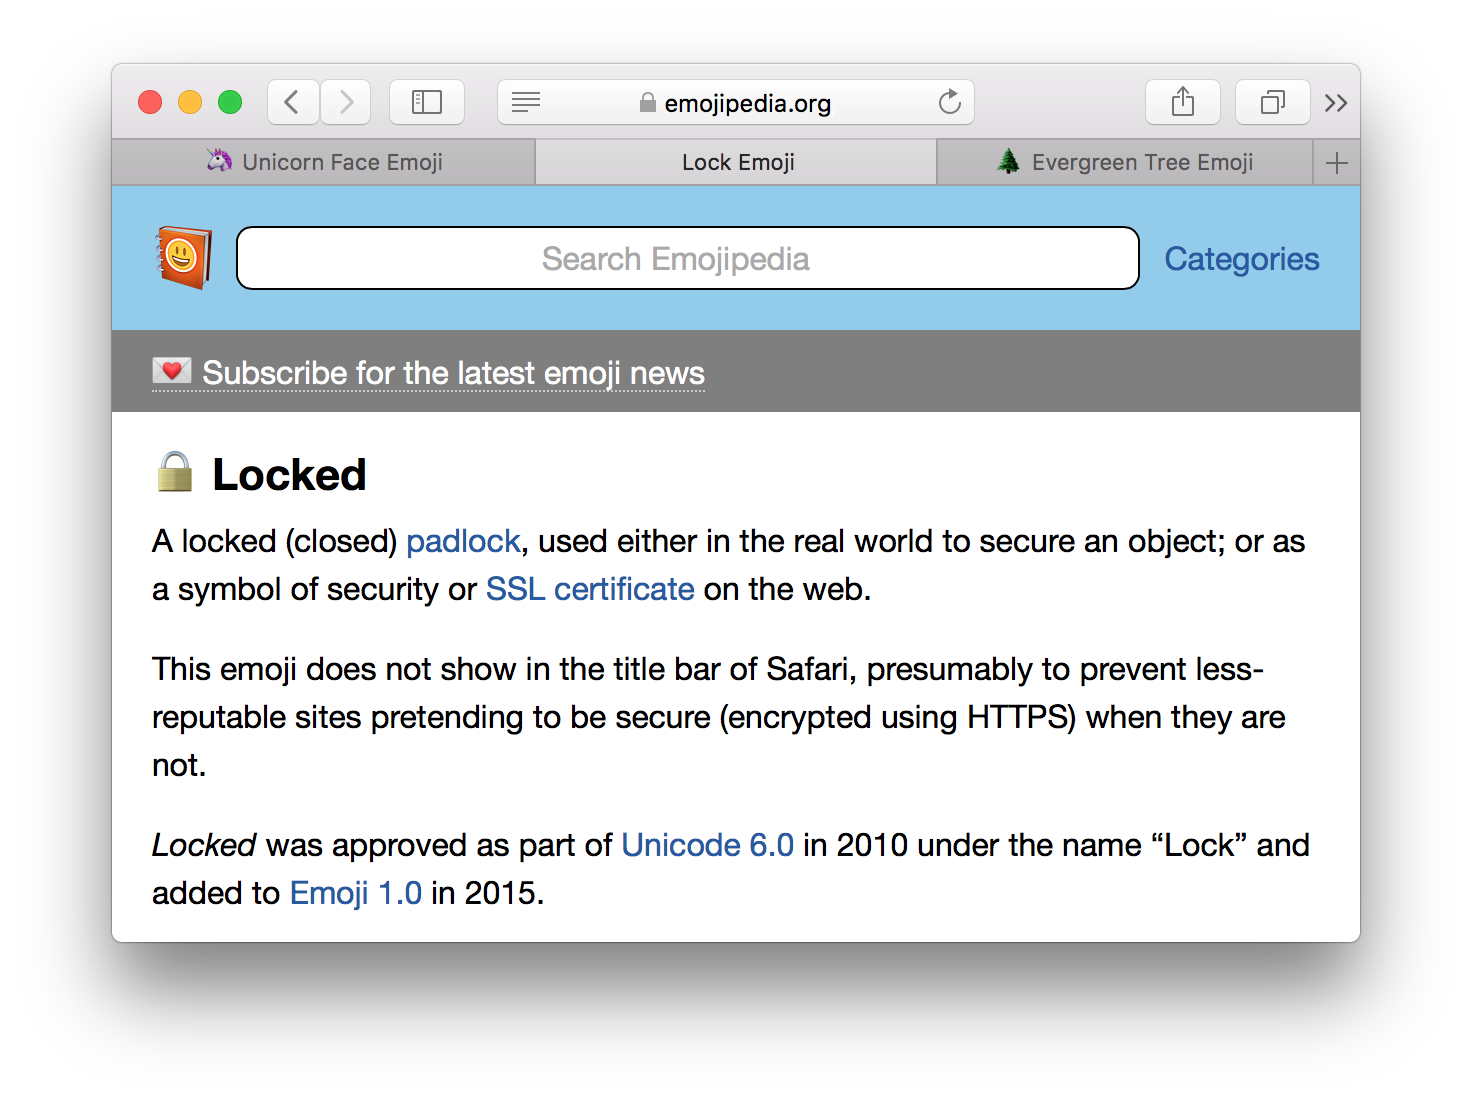 emojipedia.org
🦄 Unicorn Face Emoji
Lock Emoji
🌲 Evergreen Tree Emoji
Search Emojipedia
Categories
💌 Subscribe for the latest emoji news
🔒 Locked
A locked (closed) padlock, used either in the real world to secure an object; or as
a symbol of security or SSL certificate on the web.
This emoji does not show in the title bar of Safari, presumably to prevent less-
reputable sites pretending to be secure (encrypted using HTTPS) when they are
not.
Locked was approved as part of Unicode 6.0 in 2010 under the name “Lock” and
added to Emoji 1.0 in 2015.